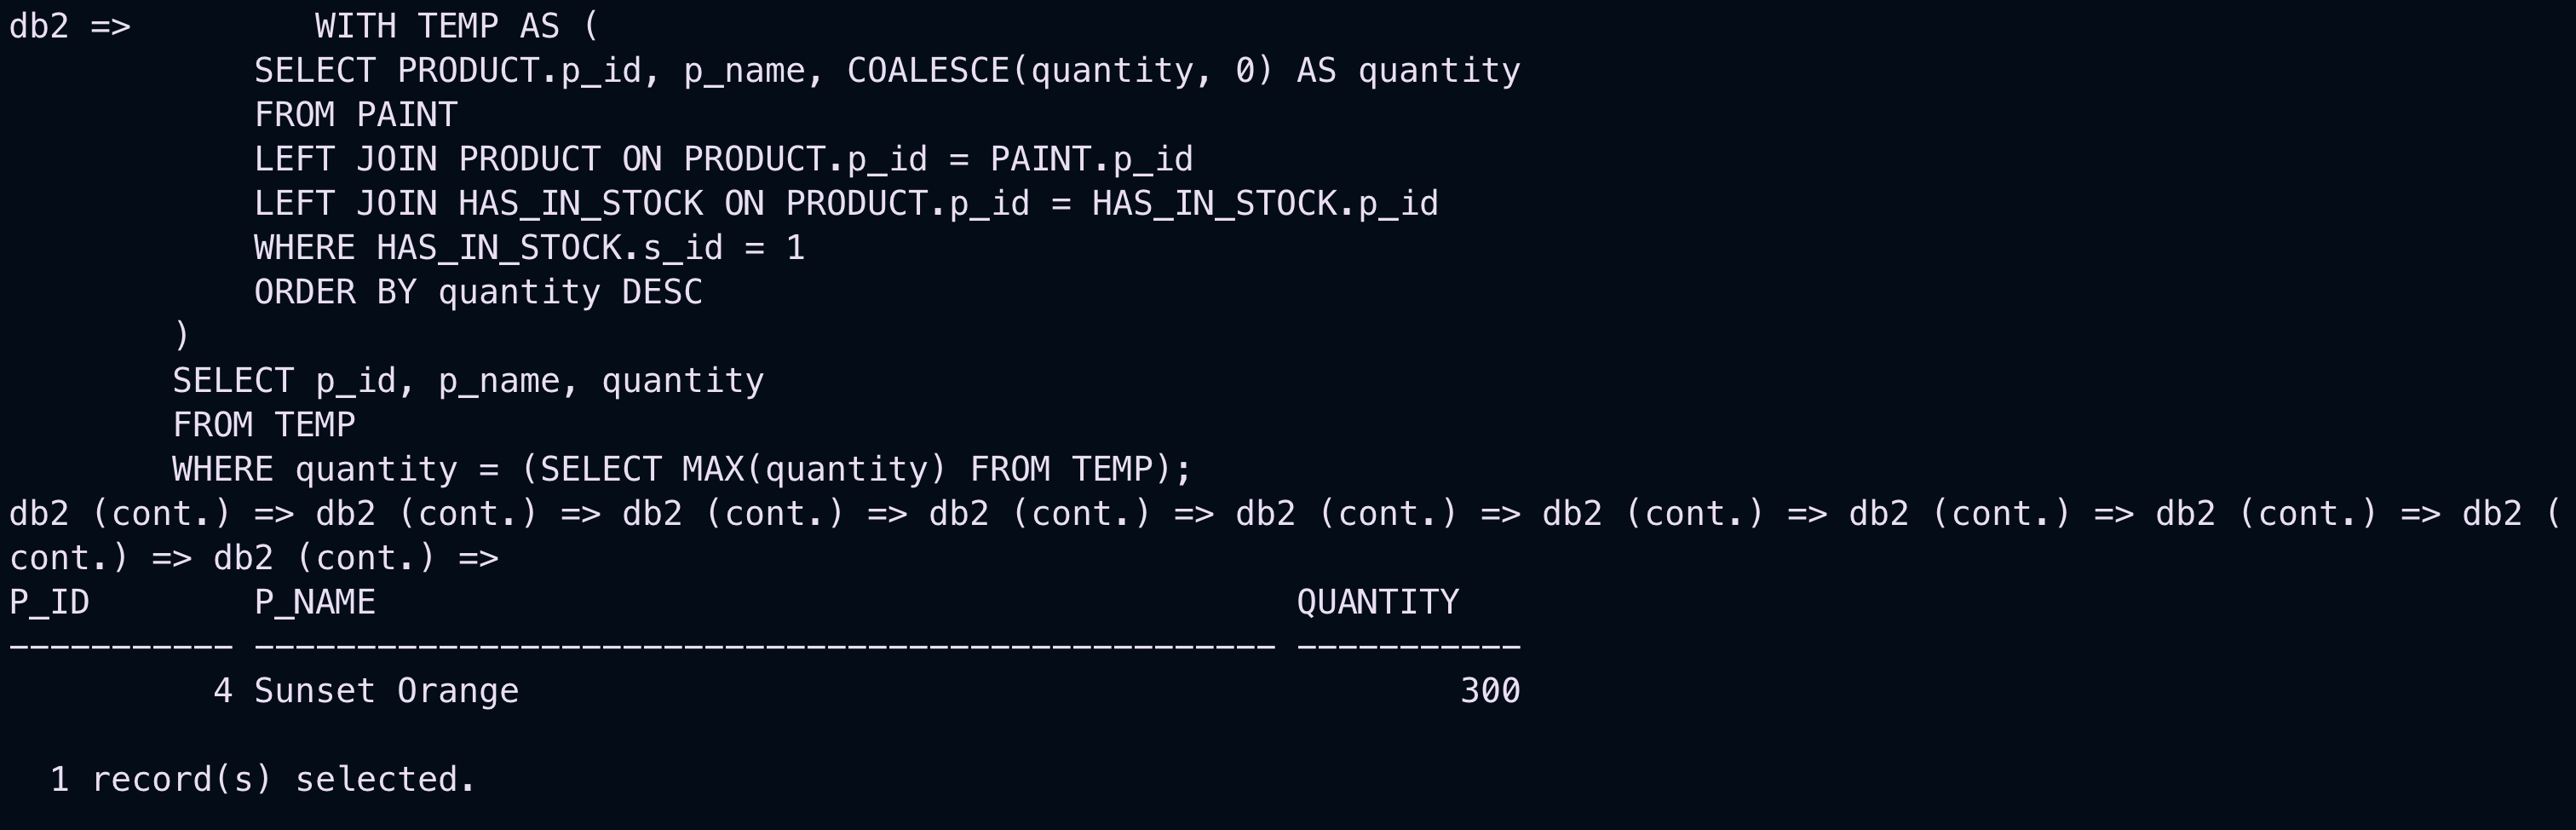 db2 =>         WITH TEMP AS (
            SELECT PRODUCT.p_id, p_name, COALESCE(quantity, 0) AS quantity
            FROM PAINT
            LEFT JOIN PRODUCT ON PRODUCT.p_id = PAINT.p_id
            LEFT JOIN HAS_IN_STOCK ON PRODUCT.p_id = HAS_IN_STOCK.p_id
            WHERE HAS_IN_STOCK.s_id = 1
            ORDER BY quantity DESC
        )
        SELECT p_id, p_name, quantity
        FROM TEMP
        WHERE quantity = (SELECT MAX(quantity) FROM TEMP);
db2 (cont.) => db2 (cont.) => db2 (cont.) => db2 (cont.) => db2 (cont.) => db2 (cont.) => db2 (cont.) => db2 (cont.) => db2 (
cont.) => db2 (cont.) =>
P_ID        P_NAME                                             QUANTITY
----------- -------------------------------------------------- -----------
          4 Sunset Orange                                              300

  1 record(s) selected.